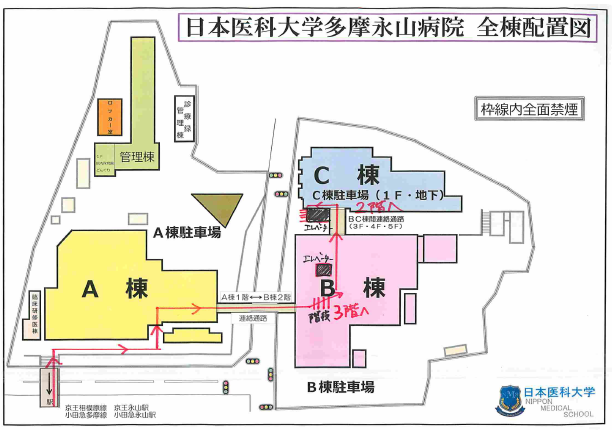 日本医科大学多摩永山病院 全棟配置図
枠線内全面禁煙
ロッカー室
診療録
管理棟
管理棟
C 棟
C棟駐車場(1F・地下)
2階へ
エレベーター
BC棟間連絡通路
(3F・4F・5F)
A棟駐車場
エレベーター
A 棟
B 棟
A棟1階⟷B棟2階
連絡通路
階段
3階へ
臨床研修医棟
B棟駐車場
駅
京王相模原線 京王永山駅
小田急多摩線 小田急永山駅
日本医科大学
NIPPON
MEDICAL
SCHOOL